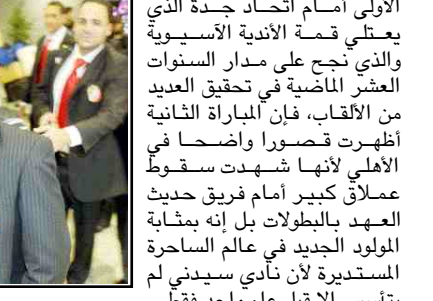 الأولى أمام اتحاد جدة الذي
يعتلي قمة الأندية الآسيوية
والذي نجح على مدار السنوات
العشر الماضية في تحقيق العديد
من الألقاب، فإن المباراة الثانية
أظهرت قصورا واضحا في
الأهلي لأنها شهدت سقوط
عملاق كبير أمام فريق حديث
العهد بالبطولات بل إنه بمثابة
المولود الجديد في عالم الساحرة
المستديرة لأن نادي سيدني لم